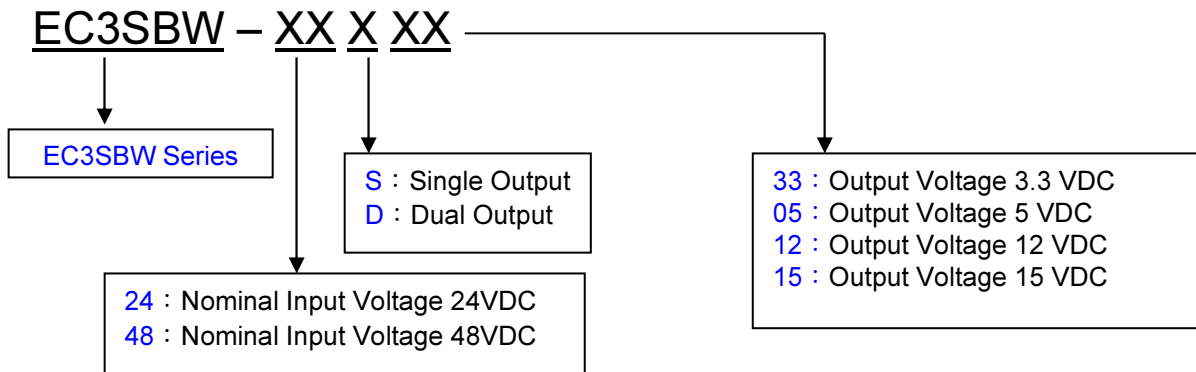 EC3SBW – XX X XX
EC3SBW Series
S：Single Output
D：Dual Output
33：Output Voltage 3.3 VDC
05：Output Voltage 5 VDC
12：Output Voltage 12 VDC
15：Output Voltage 15 VDC
24：Nominal Input Voltage 24VDC
48：Nominal Input Voltage 48VDC